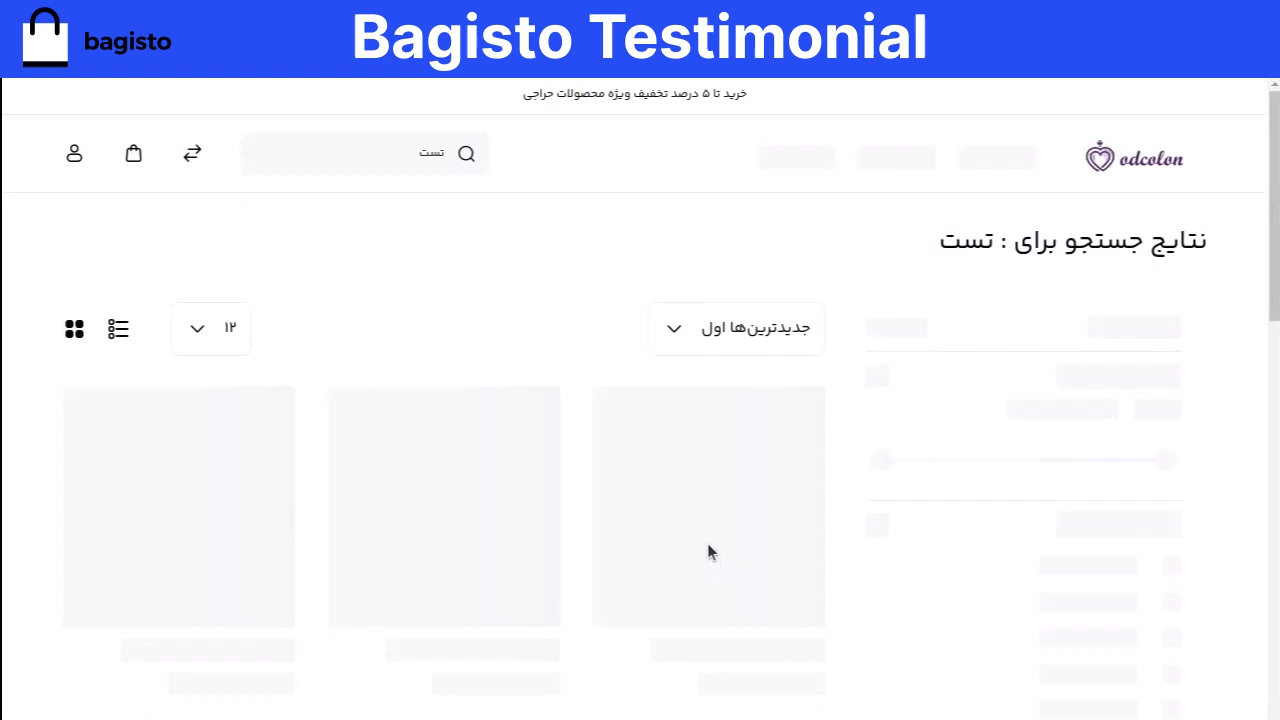 bagisto
Bagisto Testimonial
خرید تا ۵ درصد تخفیف ویژه محصولات حراجی
odcolon
تست
نتایج جستجو برای : تست
جدیدترین‌ها اول
۱۲